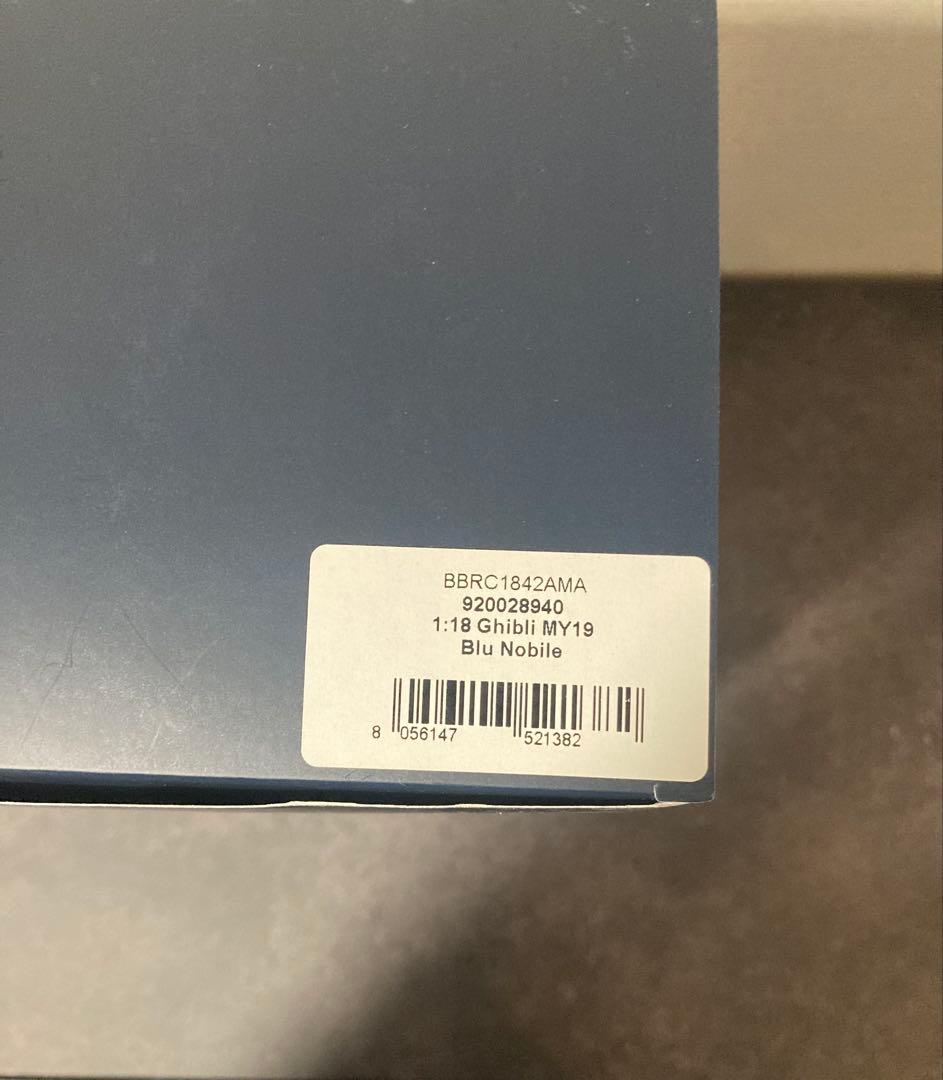 BBRC1842AMA
920028940
1:18 Ghibli MY19
Blu Nobile
8 056147 521382